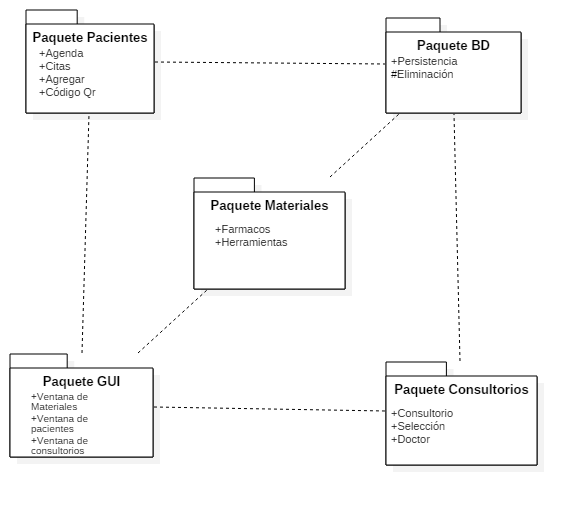 Paquete Pacientes
+Agenda
+Citas
+Agregar
+Código Qr
Paquete BD
+Persistencia
#Eliminación
Paquete Materiales
+Farmacos
+Herramientas
Paquete GUI
+Ventana de
Materiales
+Ventana de
pacientes
+Ventana de
consultorios
Paquete Consultorios
+Consultorio
+Selección
+Doctor